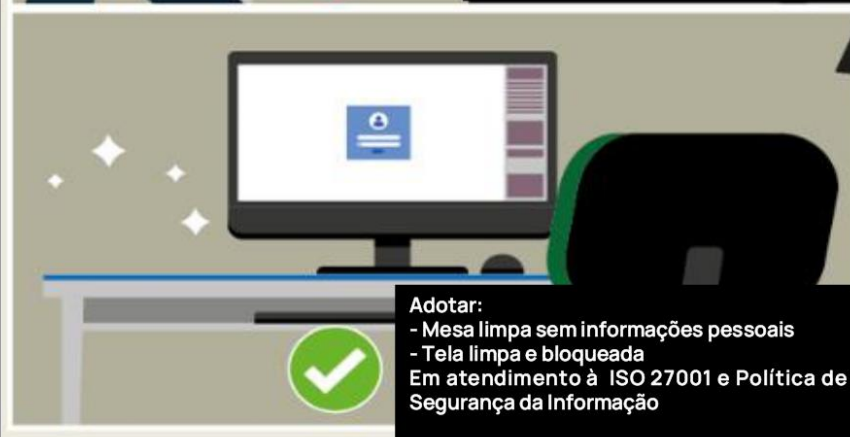 Adotar:
- Mesa limpa sem informações pessoais
- Tela limpa e bloqueada
Em atendimento à ISO 27001 e Política de
Segurança da Informação